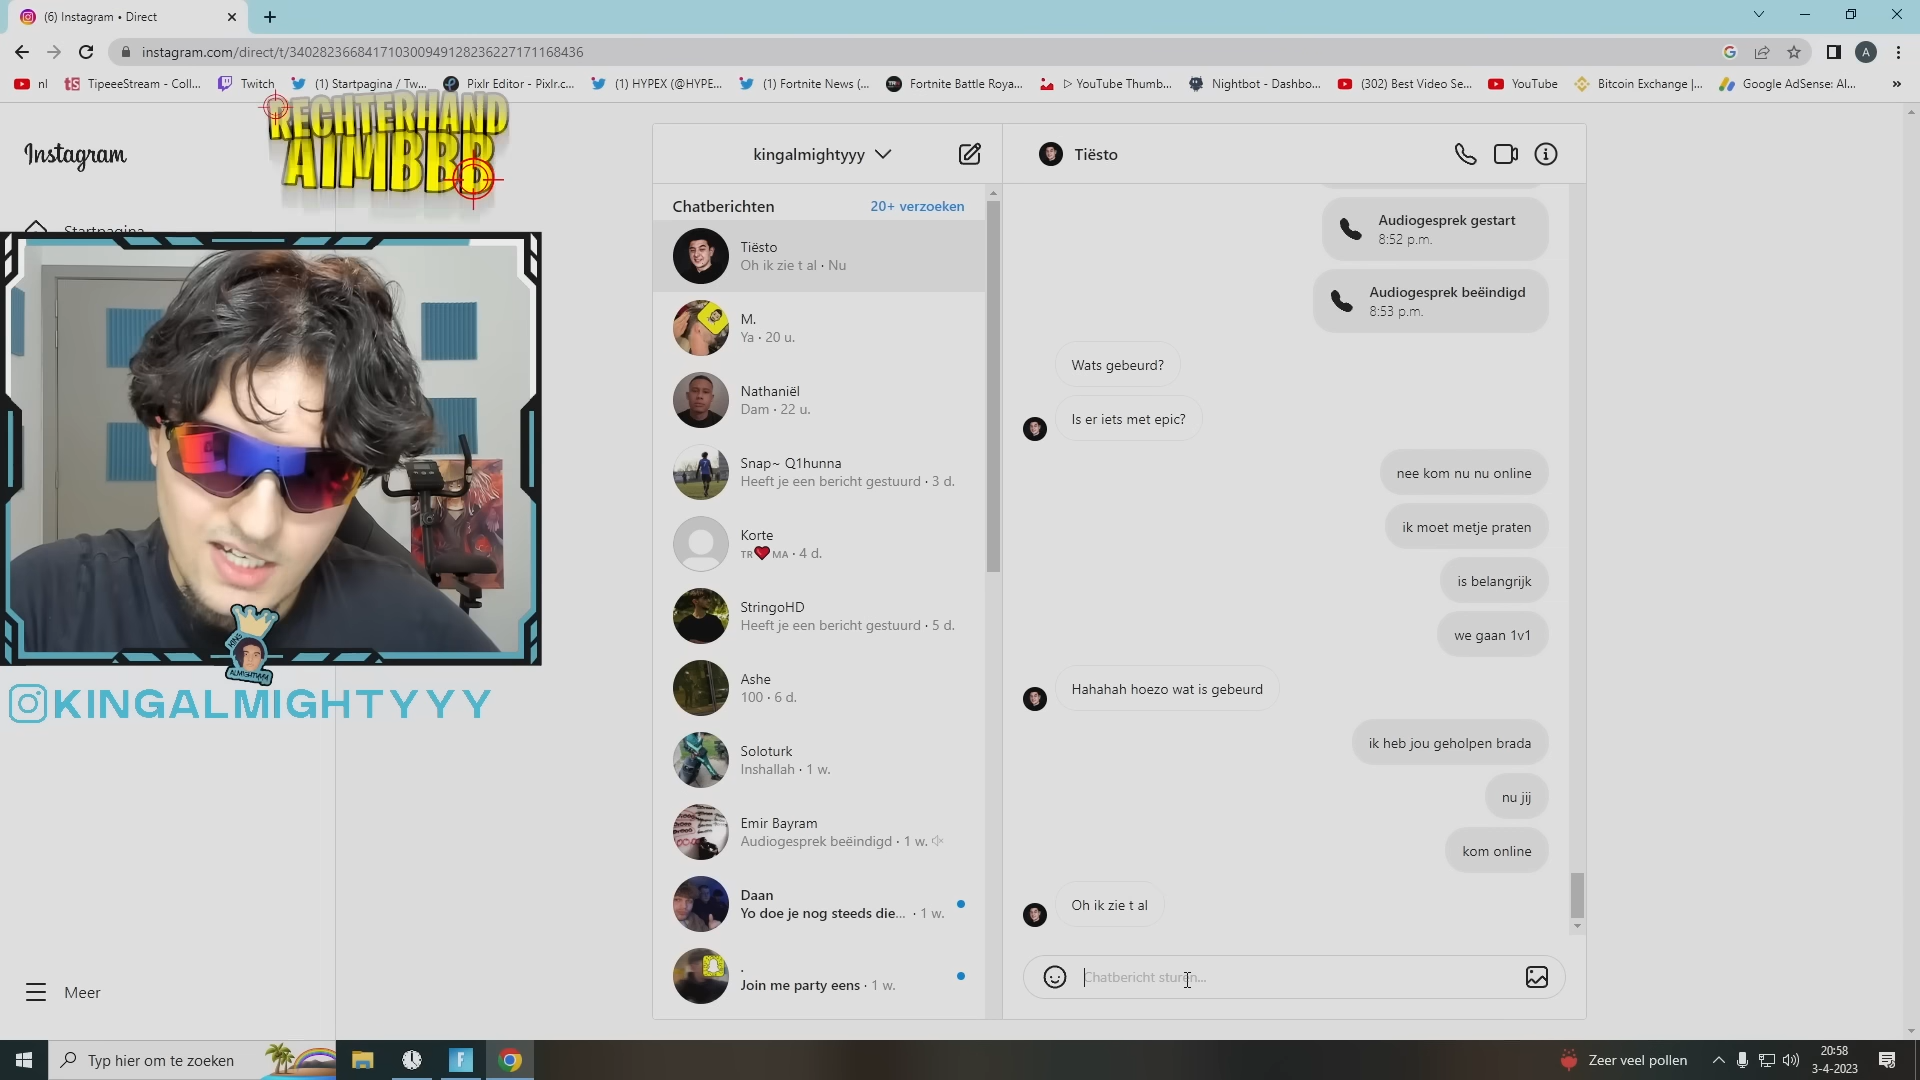 (6) Instagram • Direct
instagram.com/direct/t/340282366841710300949128236227171168436
A
nl
TipeeeStream - Coll...
Twitch
(1) Startpagina / Tw...
Pixlr Editor - Pixlr.c...
(1) HYPEX (@HYPE...
(1) Fortnite News (...
Fortnite Battle Roya...
▷ YouTube Thumb...
Nightbot - Dashbo...
(302) Best Video Se...
YouTube
Bitcoin Exchange |...
Google AdSense: Al...
»
RECHTERHAND
AIMBBB
Instagram
Startpagina
KINGALMIGHTYYY
Meer
kingalmightyyy
Chatberichten
20+ verzoeken
Tiësto
Oh ik zie t al · Nu
M.
Ya · 20 u.
Nathaniël
Dam · 22 u.
Snap~ Q1hunna
Heeft je een bericht gestuurd · 3 d.
Korte
TR❤️MA · 4 d.
StringoHD
Heeft je een bericht gestuurd · 5 d.
Ashe
100 · 6 d.
Soloturk
Inshallah · 1 w.
Emir Bayram
Audiogesprek beëindigd · 1 w.
Daan
Yo doe je nog steeds die... · 1 w.
.
Join me party eens · 1 w.
Tiësto
Audiogesprek gestart
8:52 p.m.
Audiogesprek beëindigd
8:53 p.m.
Wats gebeurd?
Is er iets met epic?
nee kom nu nu online
ik moet metje praten
is belangrijk
we gaan 1v1
Hahahah hoezo wat is gebeurd
ik heb jou geholpen brada
nu jij
kom online
Oh ik zie t al
Chatbericht sturen...
Typ hier om te zoeken
Zeer veel pollen
20:58
3-4-2023